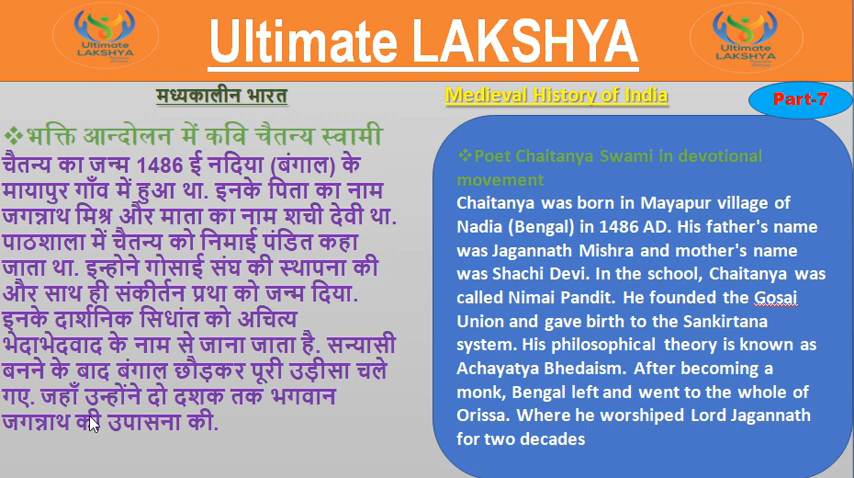 Ultimate
LAKSHYA
Ultimate LAKSHYA
Ultimate
LAKSHYA
मध्यकालीन भारत
Medieval History of India
Part-7
❖भक्ति आन्दोलन में कवि चैतन्य स्वामी
चैतन्य का जन्म 1486 ई नदिया (बंगाल) के
मायापुर गाँव में हुआ था. इनके पिता का नाम
जगन्नाथ मिश्र और माता का नाम शची देवी था.
पाठशाला में चैतन्य को निमाई पंडित कहा
जाता था. इन्होने गोसाई संघ की स्थापना की
और साथ ही संकीर्तन प्रथा को जन्म दिया.
इनके दार्शनिक सिधांत को अचित्य
भेदाभेदवाद के नाम से जाना जाता है. सन्यासी
बनने के बाद बंगाल छौड़कर पूरी उड़ीसा चले
गए. जहाँ उन्होंने दो दशक तक भगवान
जगन्नाथ की उपासना की.
❖Poet Chaitanya Swami in devotional
movement
Chaitanya was born in Mayapur village of
Nadia (Bengal) in 1486 AD. His father's name
was Jagannath Mishra and mother's name
was Shachi Devi. In the school, Chaitanya was
called Nimai Pandit. He founded the Gosai
Union and gave birth to the Sankirtana
system. His philosophical theory is known as
Achayatya Bhedaism. After becoming a
monk, Bengal left and went to the whole of
Orissa. Where he worshiped Lord Jagannath
for two decades